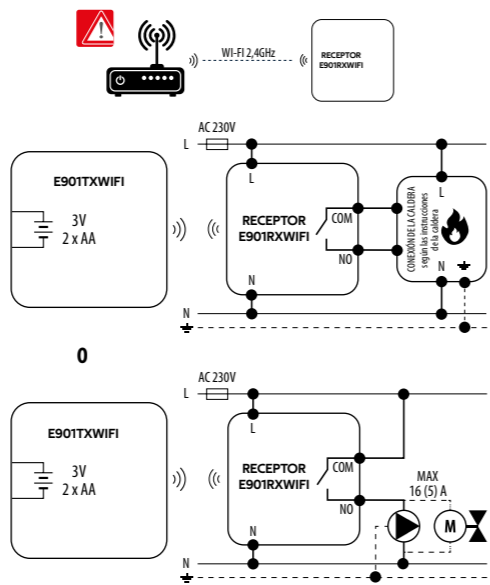 WI-FI 2,4GHz
RECEPTOR
E901RXWIFI
AC 230V
L
E901TXWIFI
3V
2 x AA
L
RECEPTOR
E901RXWIFI
COM
NO
N
L
CONEXIÓN DE LA CALDERA
según las instrucciones
de la caldera
N
N
O
AC 230V
L
E901TXWIFI
3V
2 x AA
L
RECEPTOR
E901RXWIFI
COM
NO
N
MAX
16 (5) A
M
N